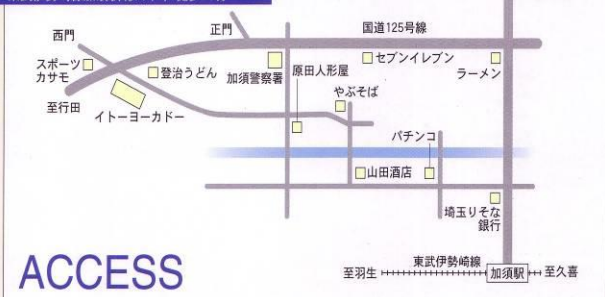 西門
正門
国道125号線
スポーツ
カサモ
登治うどん
加須警察署
原田人形屋
セブンイレブン
ラーメン
至行田
イトーヨーカドー
やぶそば
パチンコ
山田酒店
埼玉りそな
銀行
ACCESS
東武伊勢崎線
至羽生
加須駅
至久喜